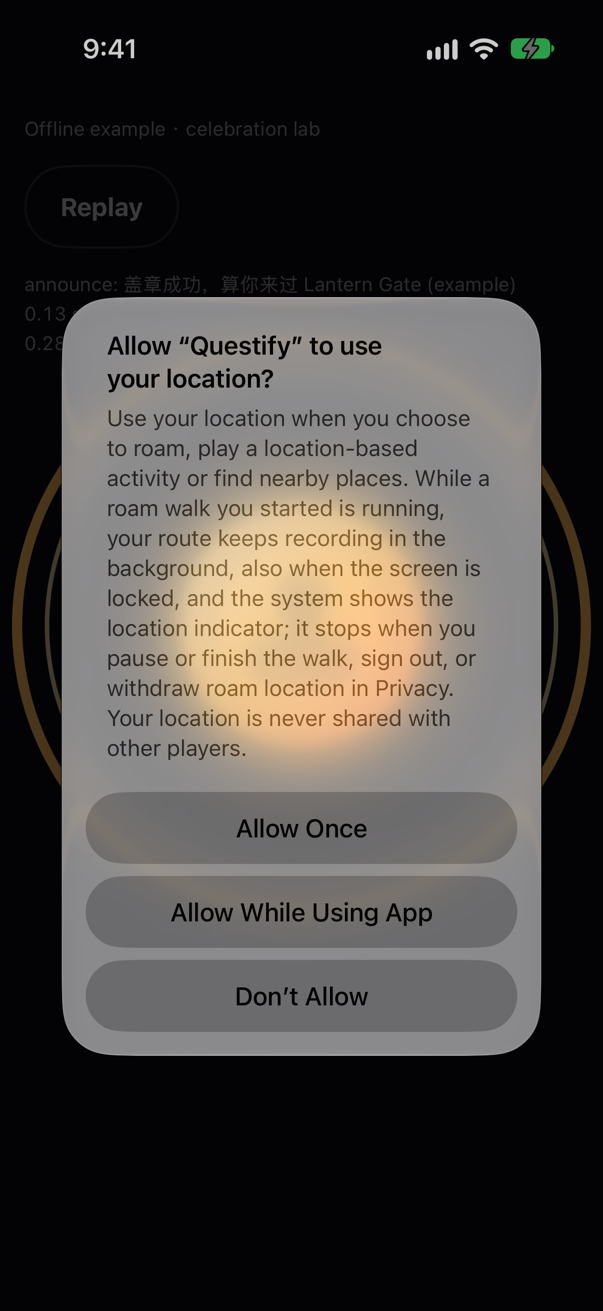 9:41
Offline example · celebration lab
Replay
announce: 盖章成功，算你来过 Lantern Gate (example)
0.13
0.28
Allow “Questify” to use
your location?
Use your location when you choose
to roam, play a location-based
activity or find nearby places. While a
roam walk you started is running,
your route keeps recording in the
background, also when the screen is
locked, and the system shows the
location indicator; it stops when you
pause or finish the walk, sign out, or
withdraw roam location in Privacy.
Your location is never shared with
other players.
Allow Once
Allow While Using App
Don’t Allow